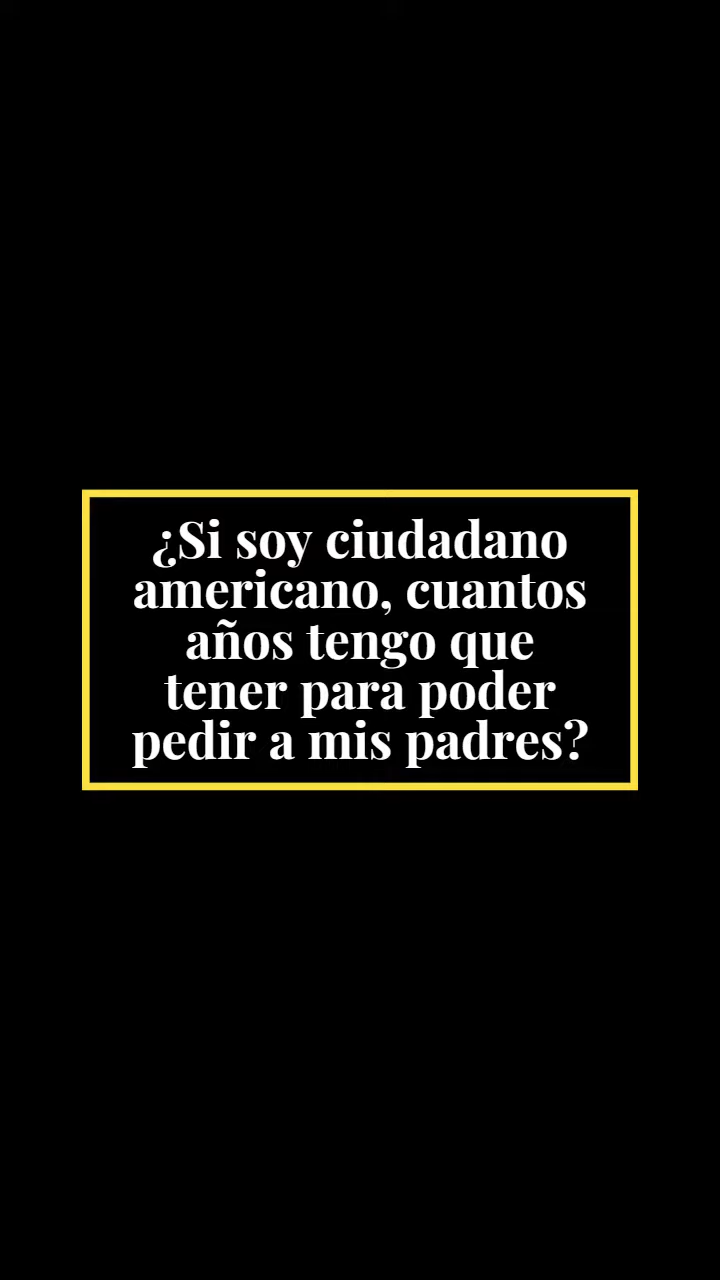 ¿Si soy ciudadano
americano, cuantos
años tengo que
tener para poder
pedir a mis padres?